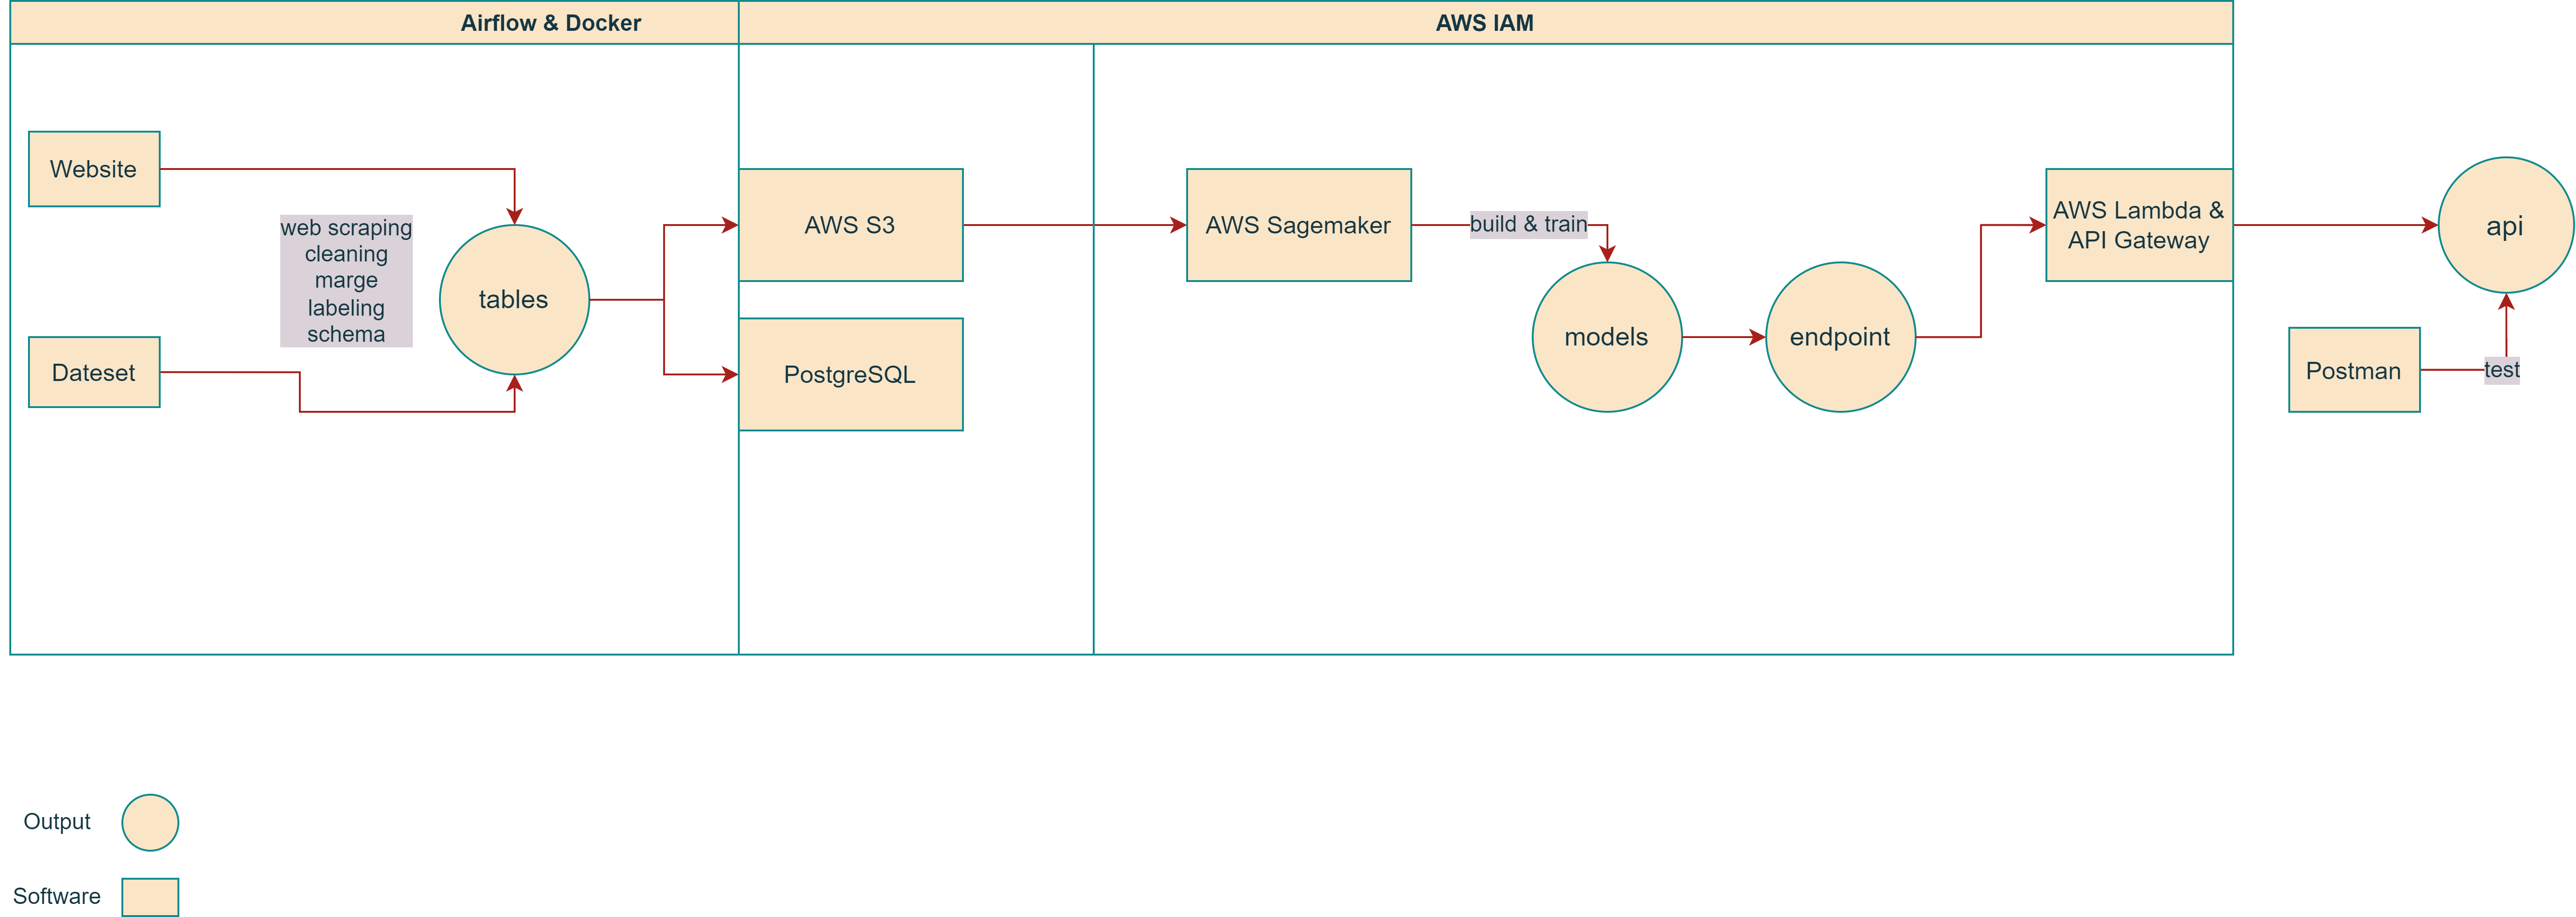 Airflow & Docker
AWS IAM
Website
web scraping
cleaning
marge
labeling
schema
Dateset
tables
AWS S3
PostgreSQL
AWS Sagemaker
build & train
models
endpoint
AWS Lambda &
API Gateway
api
Postman
test
Output
Software